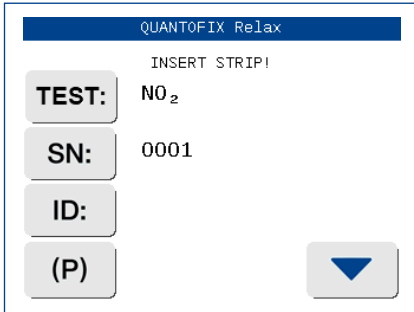 QUANTOFIX Relax
INSERT STRIP!
TEST: NO₂
SN: 0001
ID:
(P)